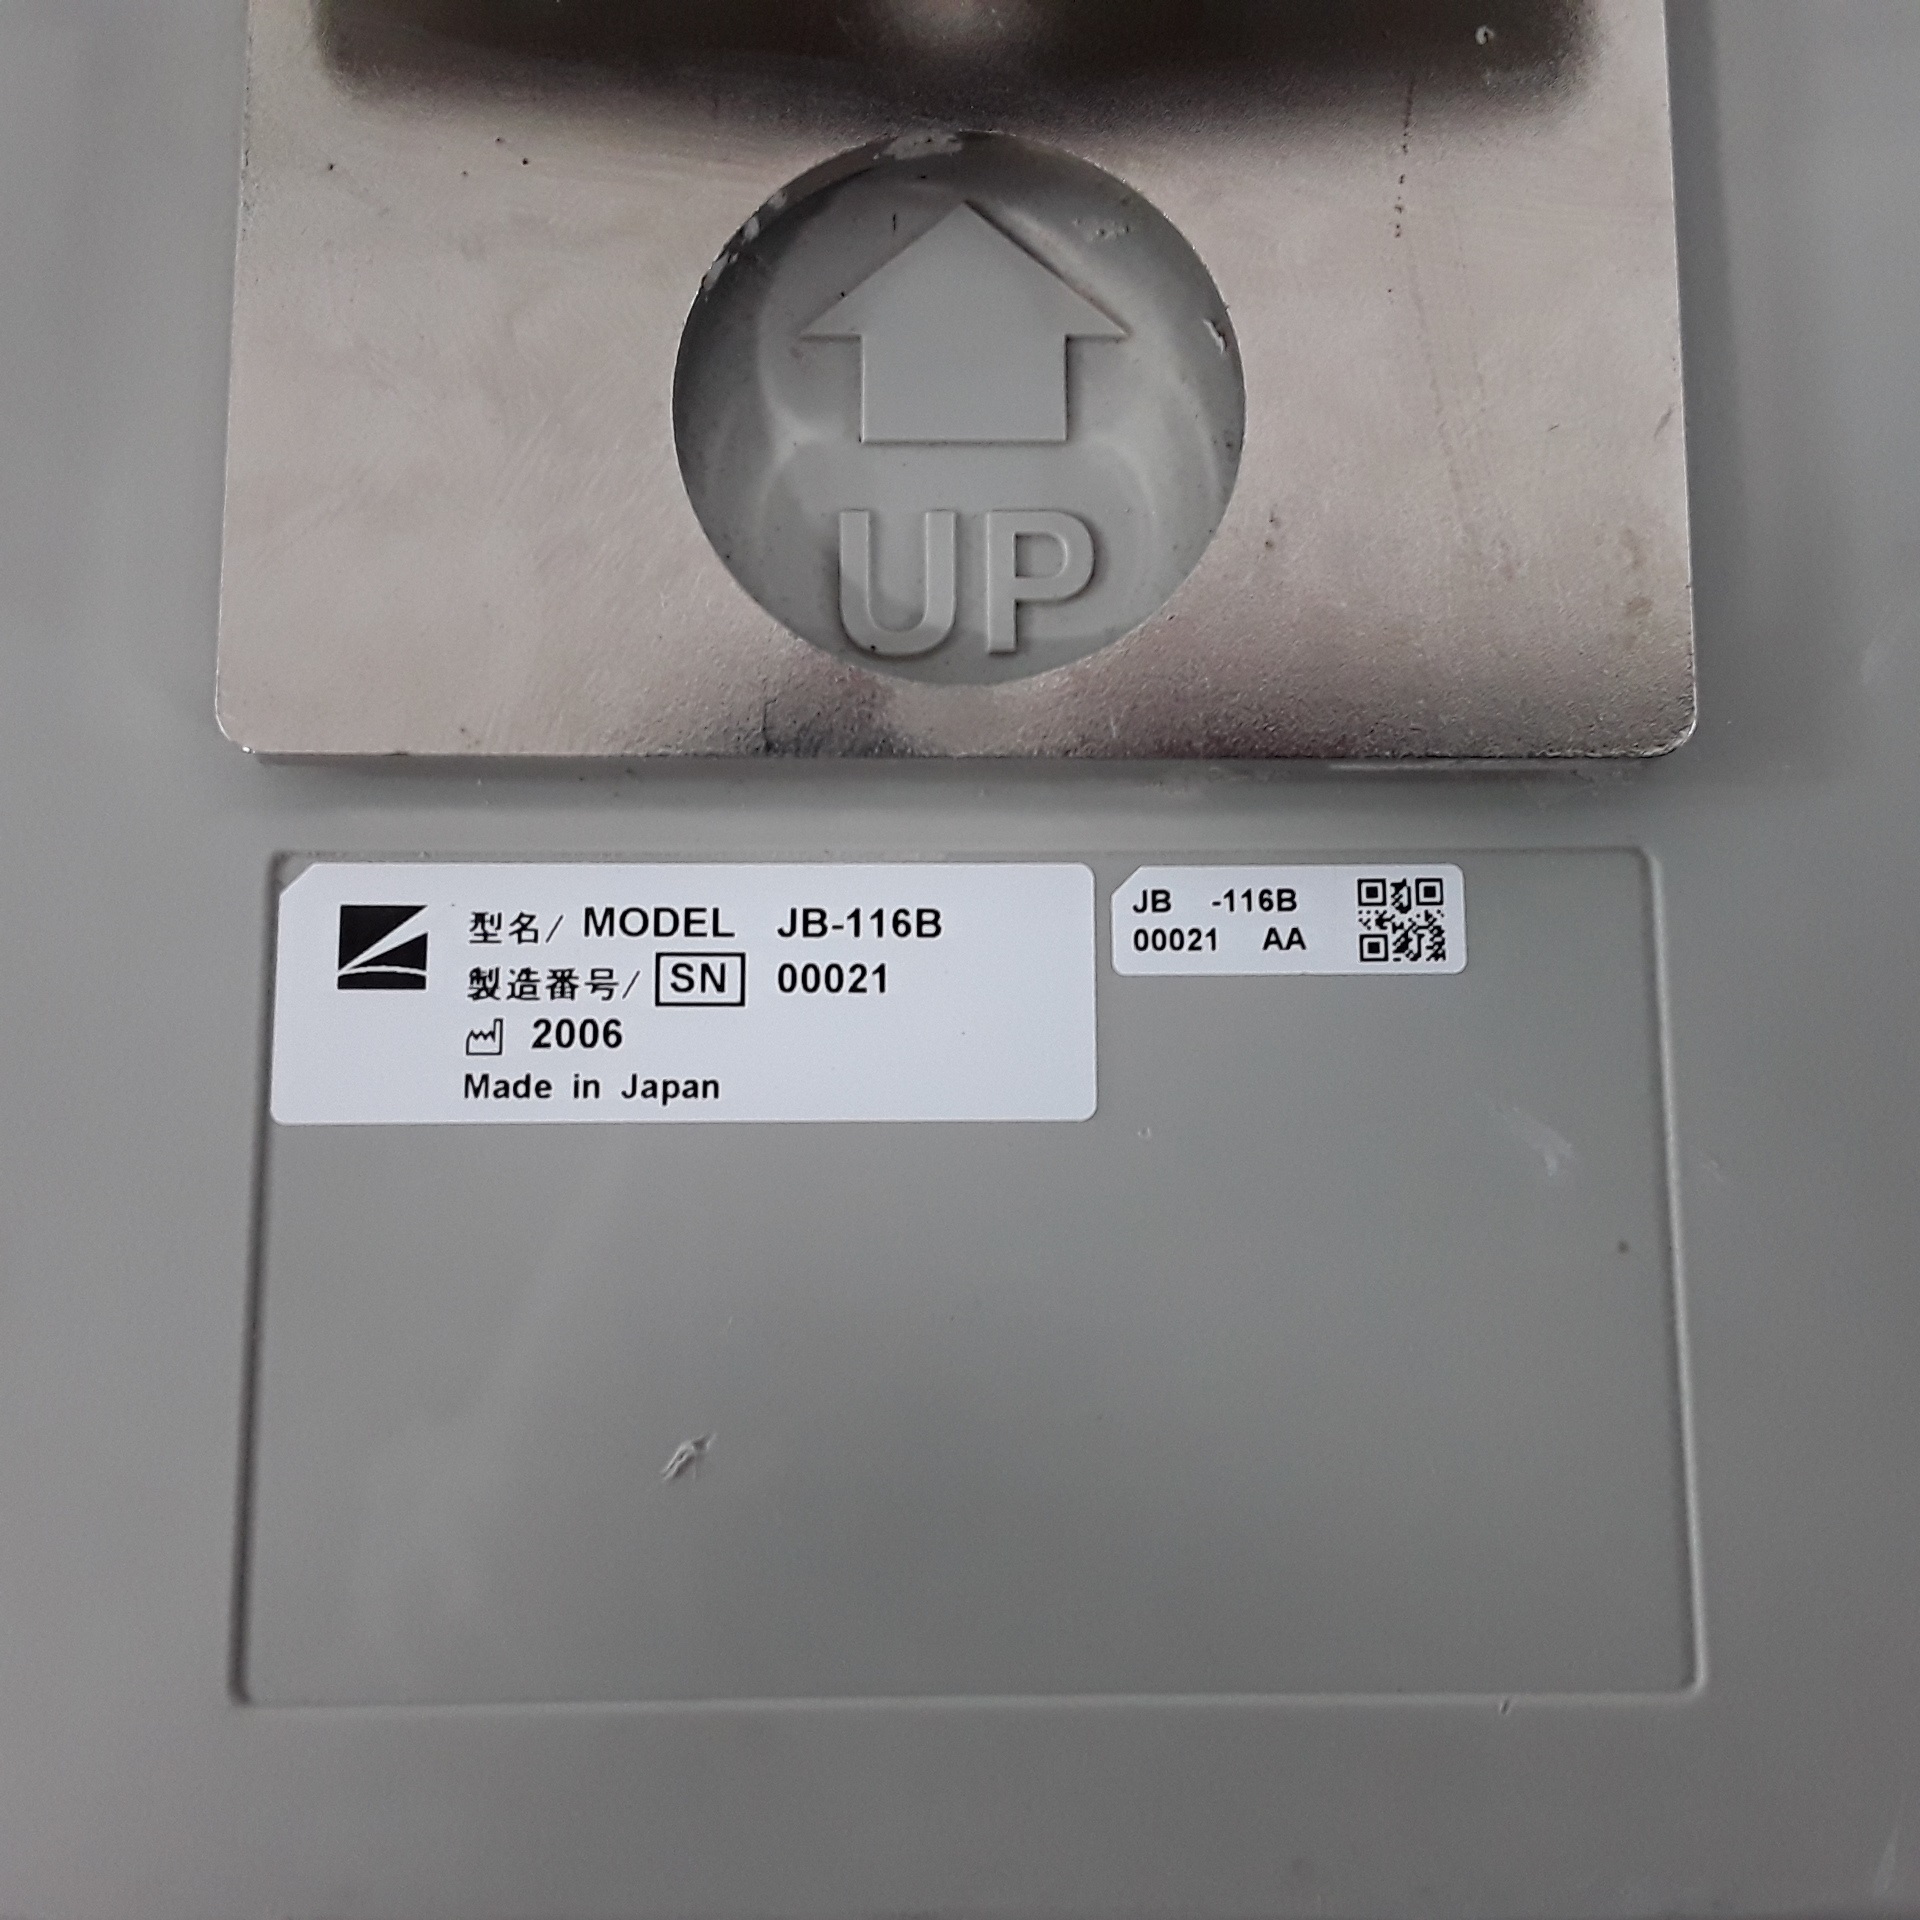 UP
型名/ MODEL JB-116B
製造番号/ SN 00021
2006
Made in Japan
JB -116B
00021 AA